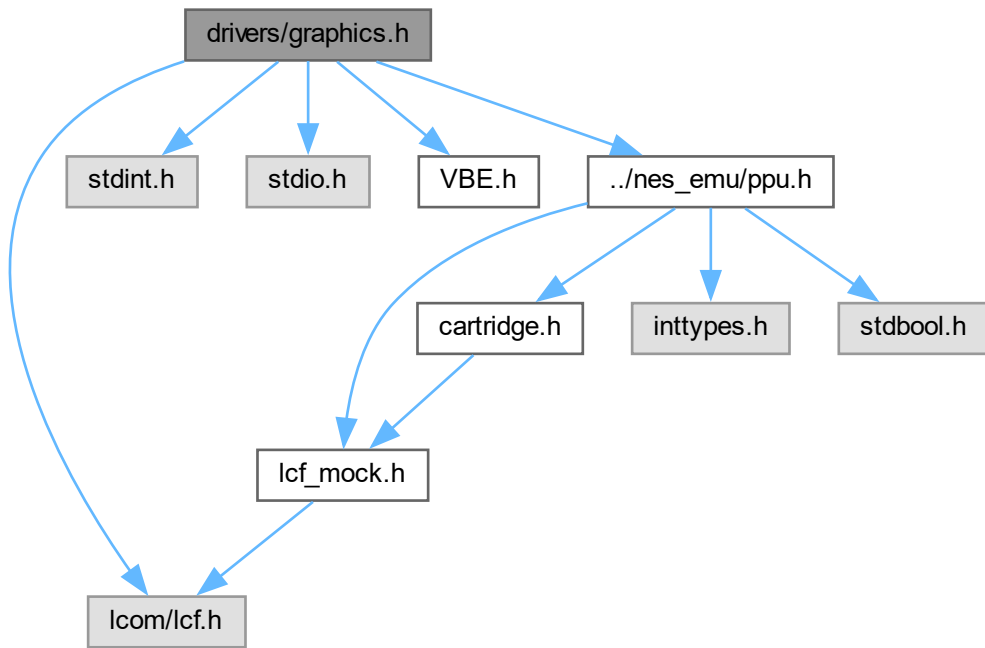 drivers/graphics.h
stdint.h
stdio.h
VBE.h
../nes_emu/ppu.h
cartridge.h
inttypes.h
stdbool.h
lcf_mock.h
lcom/lcf.h